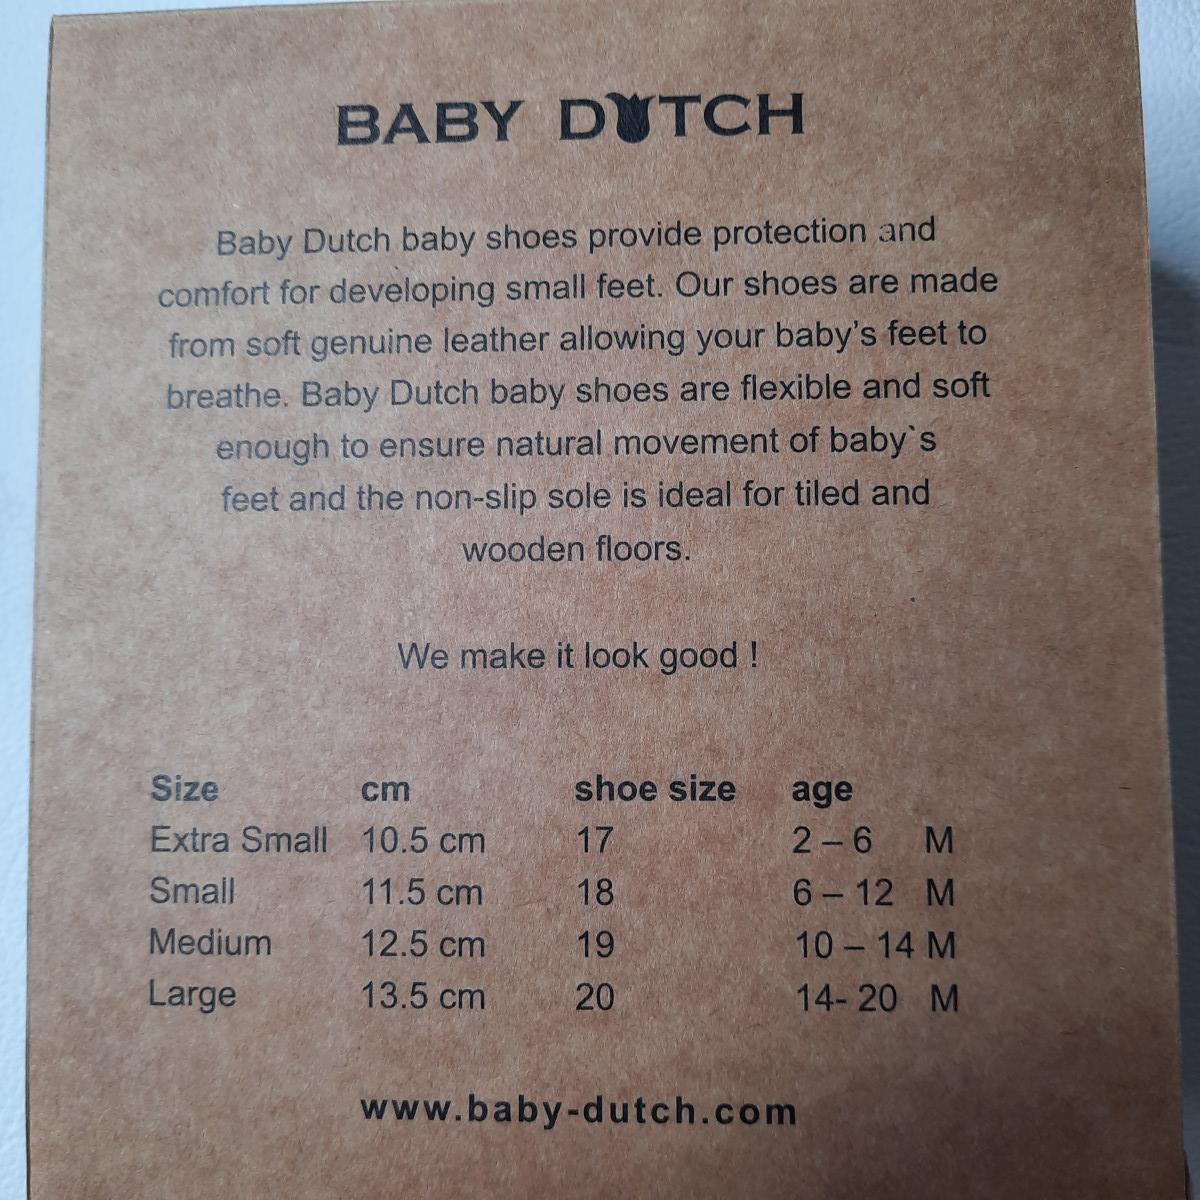 BABY DUTCH
Baby Dutch baby shoes provide protection and
comfort for developing small feet. Our shoes are made
from soft genuine leather allowing your baby's feet to
breathe. Baby Dutch baby shoes are flexible and soft
enough to ensure natural movement of baby`s
feet and the non-slip sole is ideal for tiled and
wooden floors.
We make it look good !
Size cm shoe size age
Extra Small 10.5 cm 17 2 – 6 M
Small 11.5 cm 18 6 – 12 M
Medium 12.5 cm 19 10 – 14 M
Large 13.5 cm 20 14- 20 M
www.baby-dutch.com